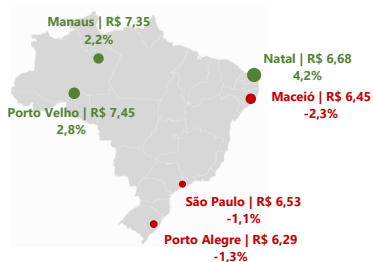 Manaus | R$ 7,35
2,2%
Natal | R$ 6,68
4,2%
Maceió | R$ 6,45
-2,3%
Porto Velho | R$ 7,45
2,8%
São Paulo | R$ 6,53
-1,1%
Porto Alegre | R$ 6,29
-1,3%